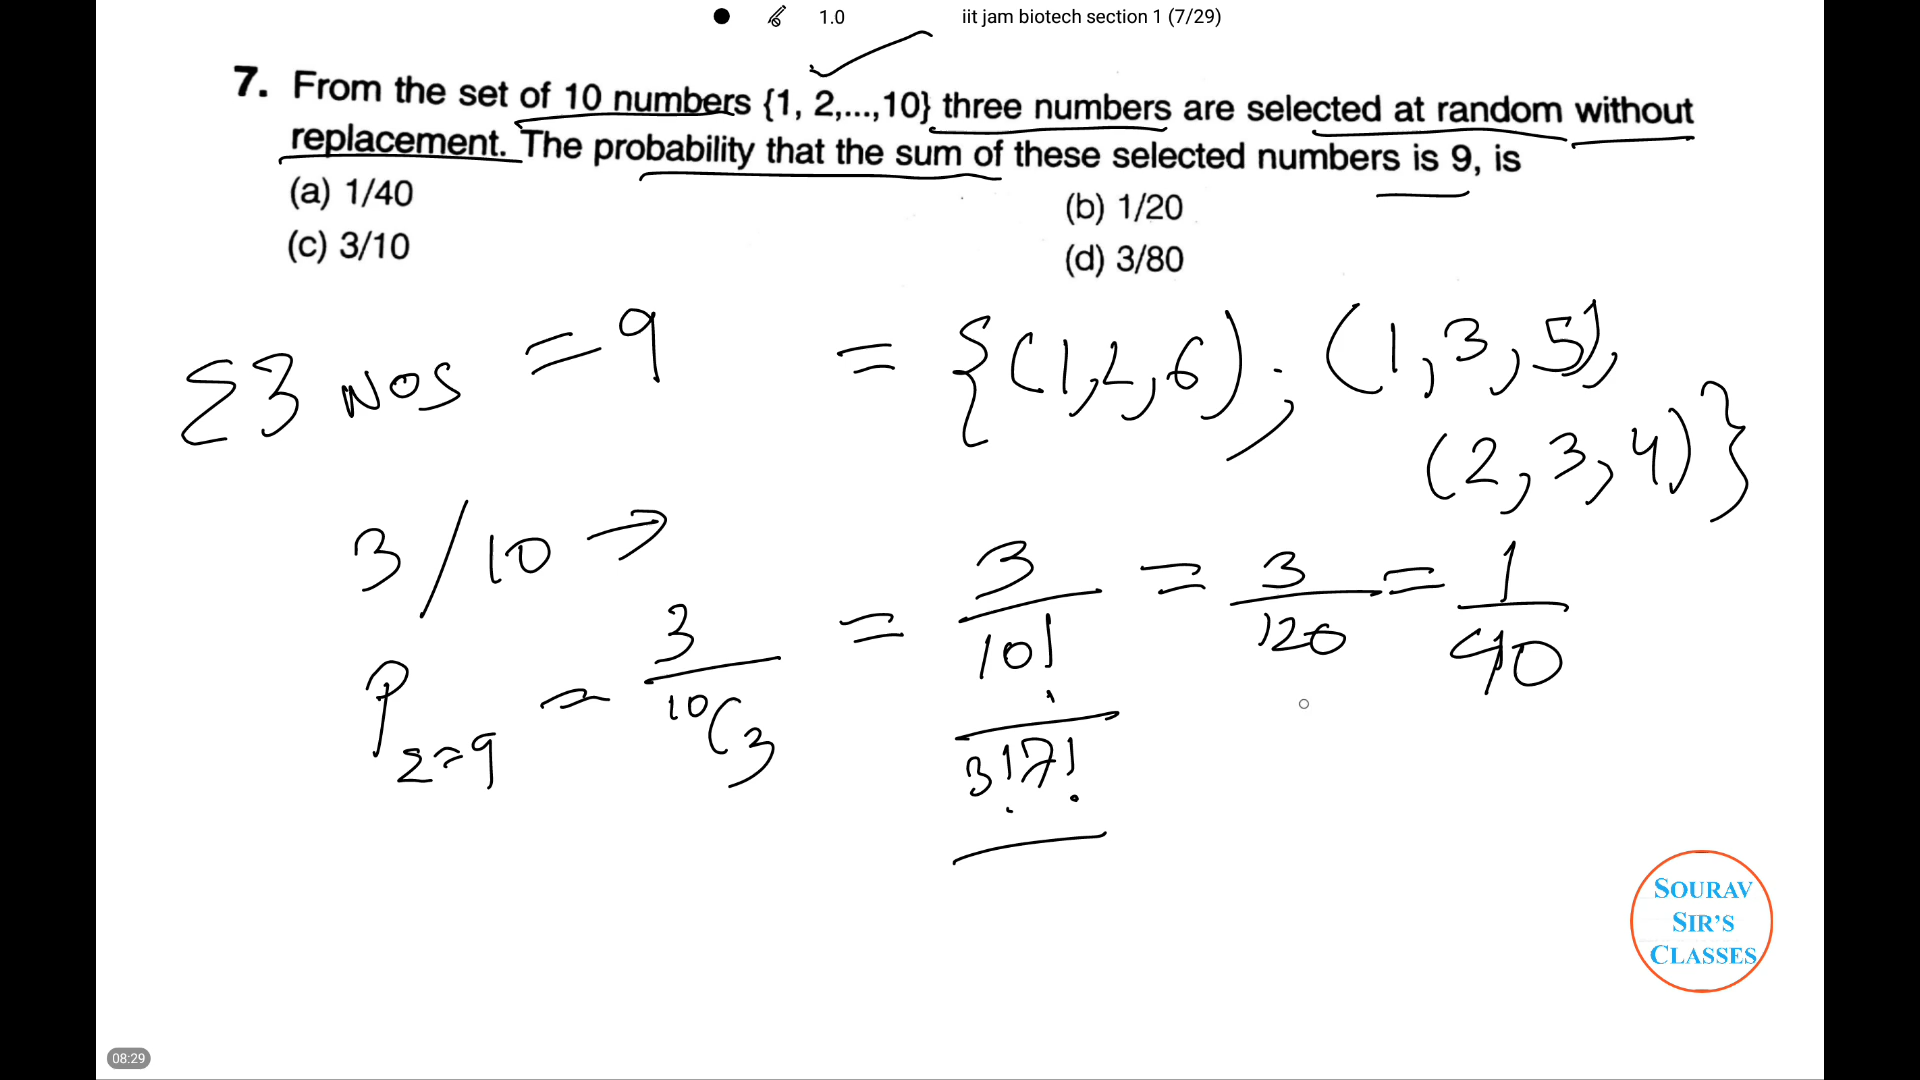 1.0 iit jam biotech section 1 (7/29)
7. From the set of 10 numbers {1, 2,...,10} three numbers are selected at random without
replacement. The probability that the sum of these selected numbers is 9, is
(a) 1/40 (b) 1/20
(c) 3/10 (d) 3/80
Σ3 NOS = 9 = {(1,2,6), (1,3,5),
(2,3,4)}
3/10 →
P Σ=9 = 3/¹⁰C₃ = 3/(10!/3!7!) = 3/120 = 1/40
SOURAV
SIR'S
CLASSES
08:29